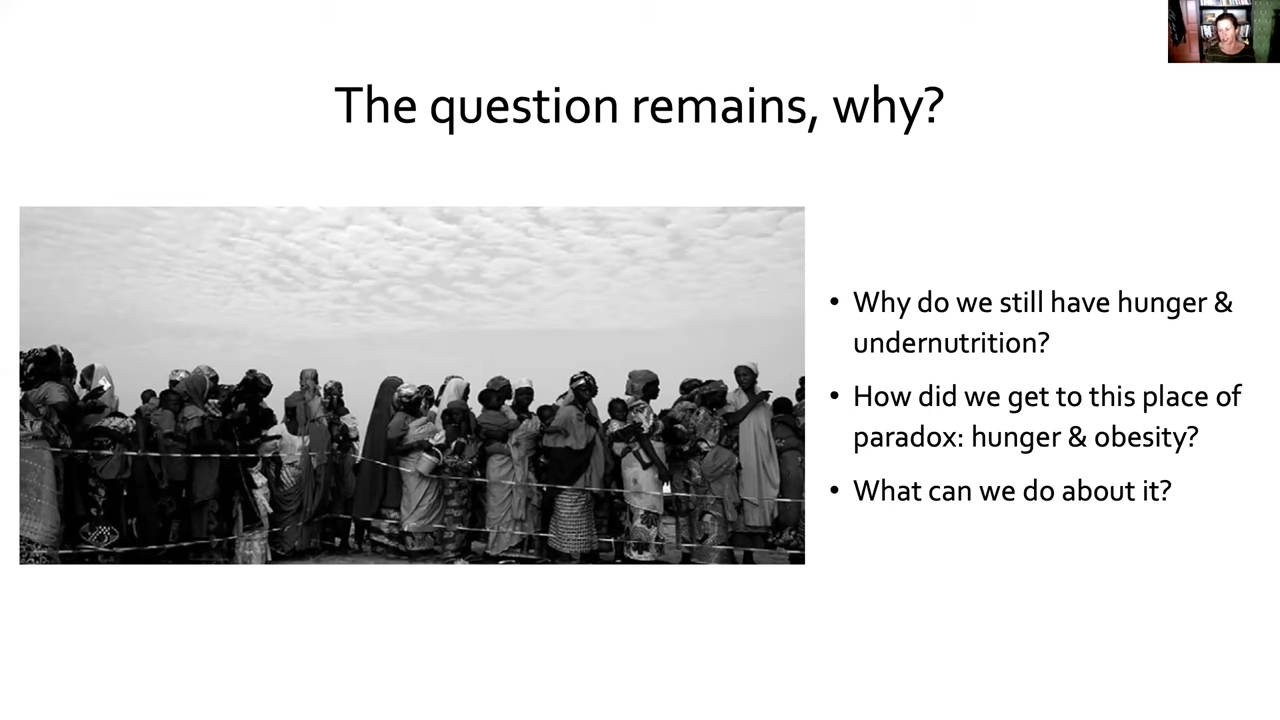 The question remains, why?
• Why do we still have hunger &
undernutrition?
• How did we get to this place of
paradox: hunger & obesity?
• What can we do about it?